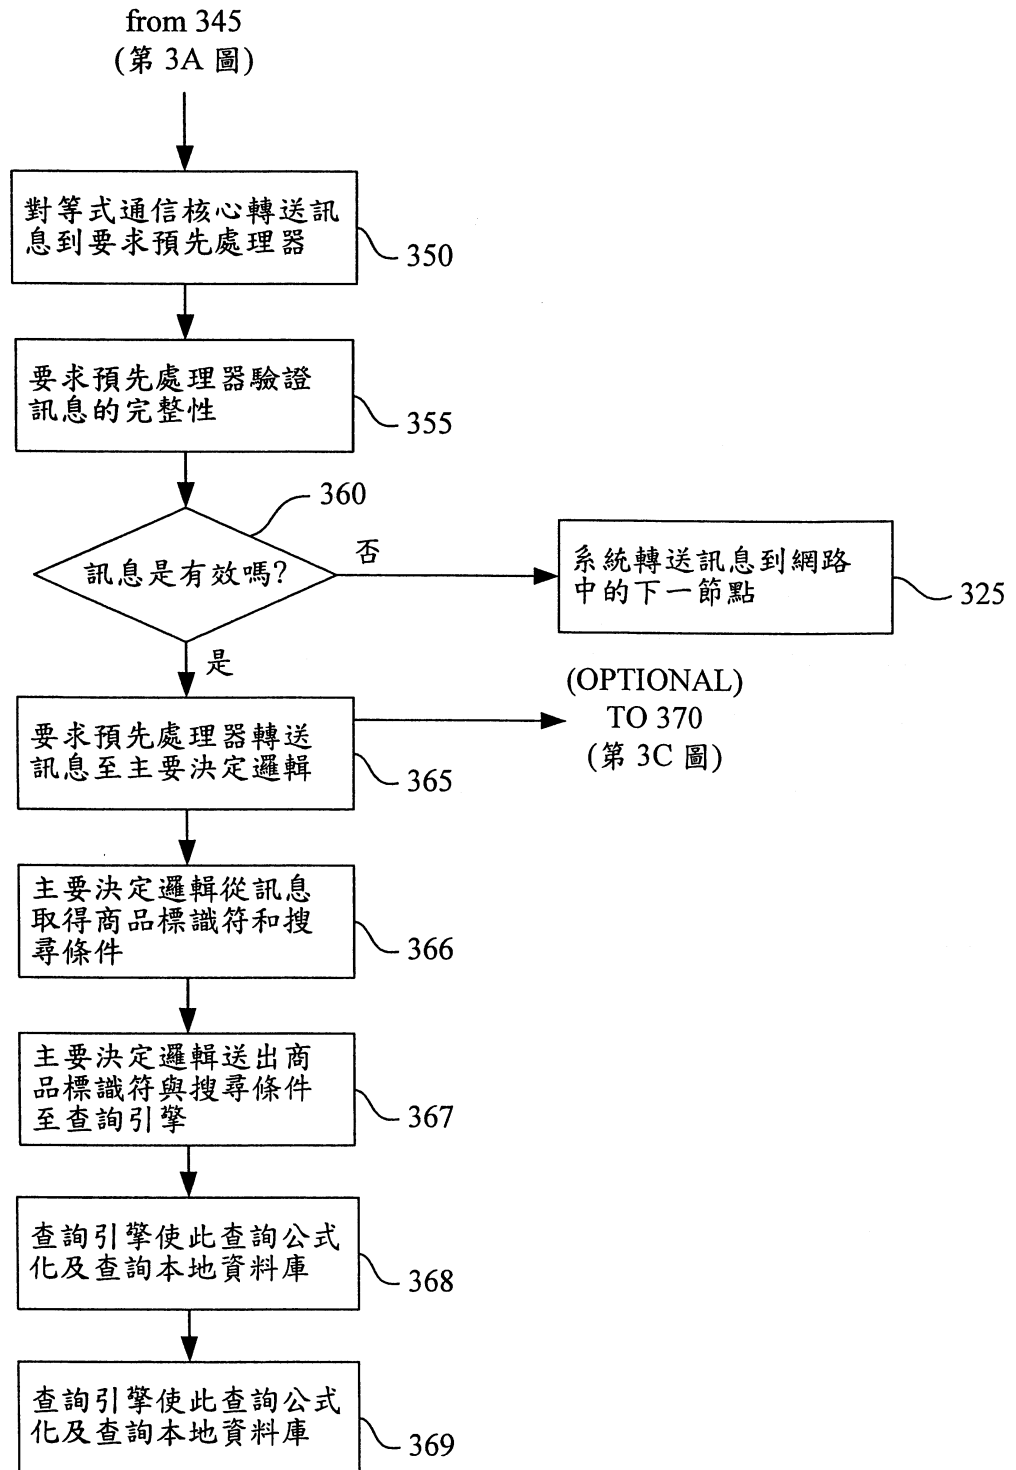 from 345
(第 3A 圖)
對等式通信核心轉送訊
息到要求預先處理器
350
要求預先處理器驗證
訊息的完整性
355
360
訊息是有效嗎?
否
系統轉送訊息到網路
中的下一節點
325
是
(OPTIONAL)
TO 370
(第 3C 圖)
要求預先處理器轉送
訊息至主要決定邏輯
365
主要決定邏輯從訊息
取得商品標識符和搜
尋條件
366
主要決定邏輯送出商
品標識符與搜尋條件
至查詢引擎
367
查詢引擎使此查詢公式
化及查詢本地資料庫
368
查詢引擎使此查詢公式
化及查詢本地資料庫
369